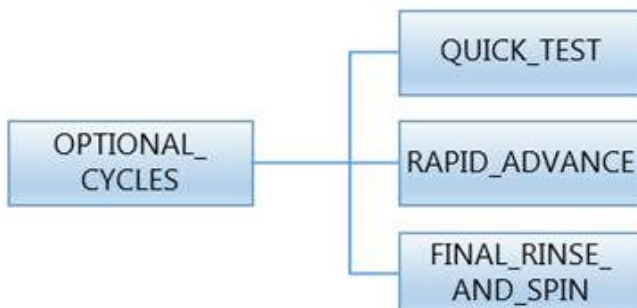 OPTIONAL_
CYCLES
QUICK_TEST
RAPID_ADVANCE
FINAL_RINSE_
AND_SPIN